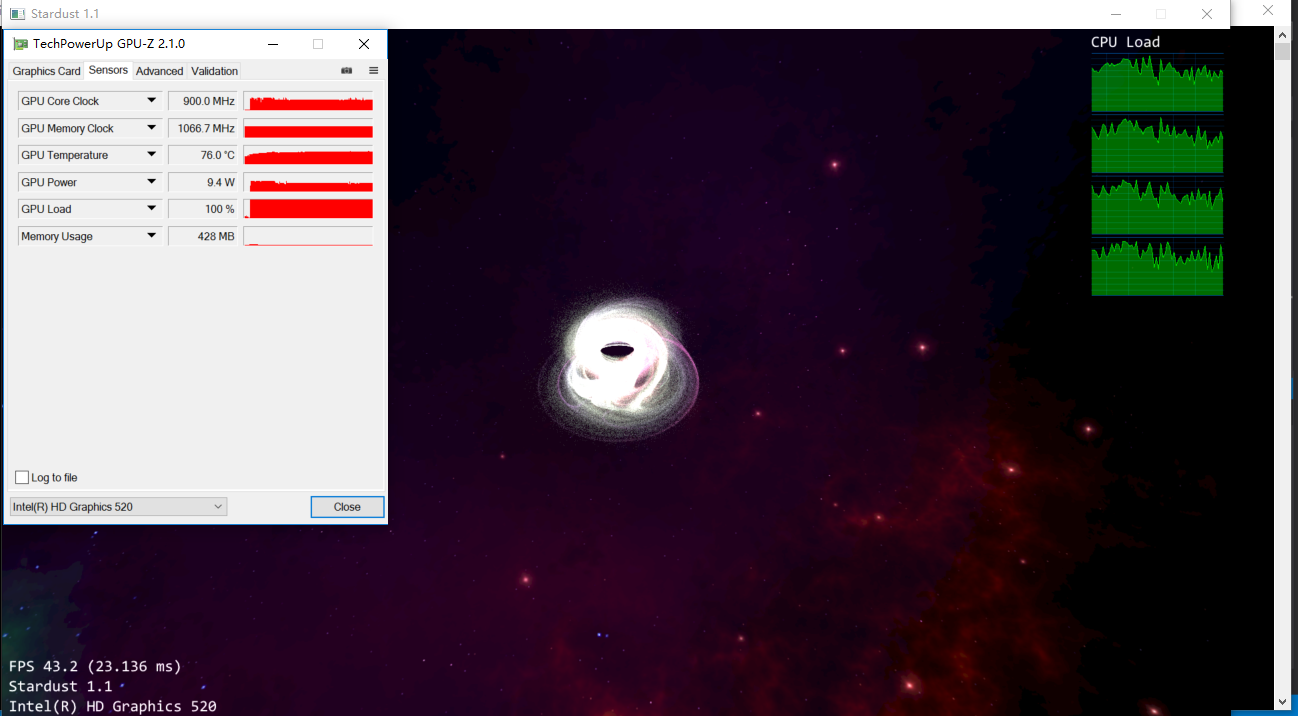 Stardust 1.1
TechPowerUp GPU-Z 2.1.0
Graphics Card Sensors Advanced Validation
GPU Core Clock 900.0 MHz
GPU Memory Clock 1066.7 MHz
GPU Temperature 76.0 °C
GPU Power 9.4 W
GPU Load 100 %
Memory Usage 428 MB
Log to file
Intel(R) HD Graphics 520 Close
CPU Load
FPS 43.2 (23.136 ms)
Stardust 1.1
Intel(R) HD Graphics 520